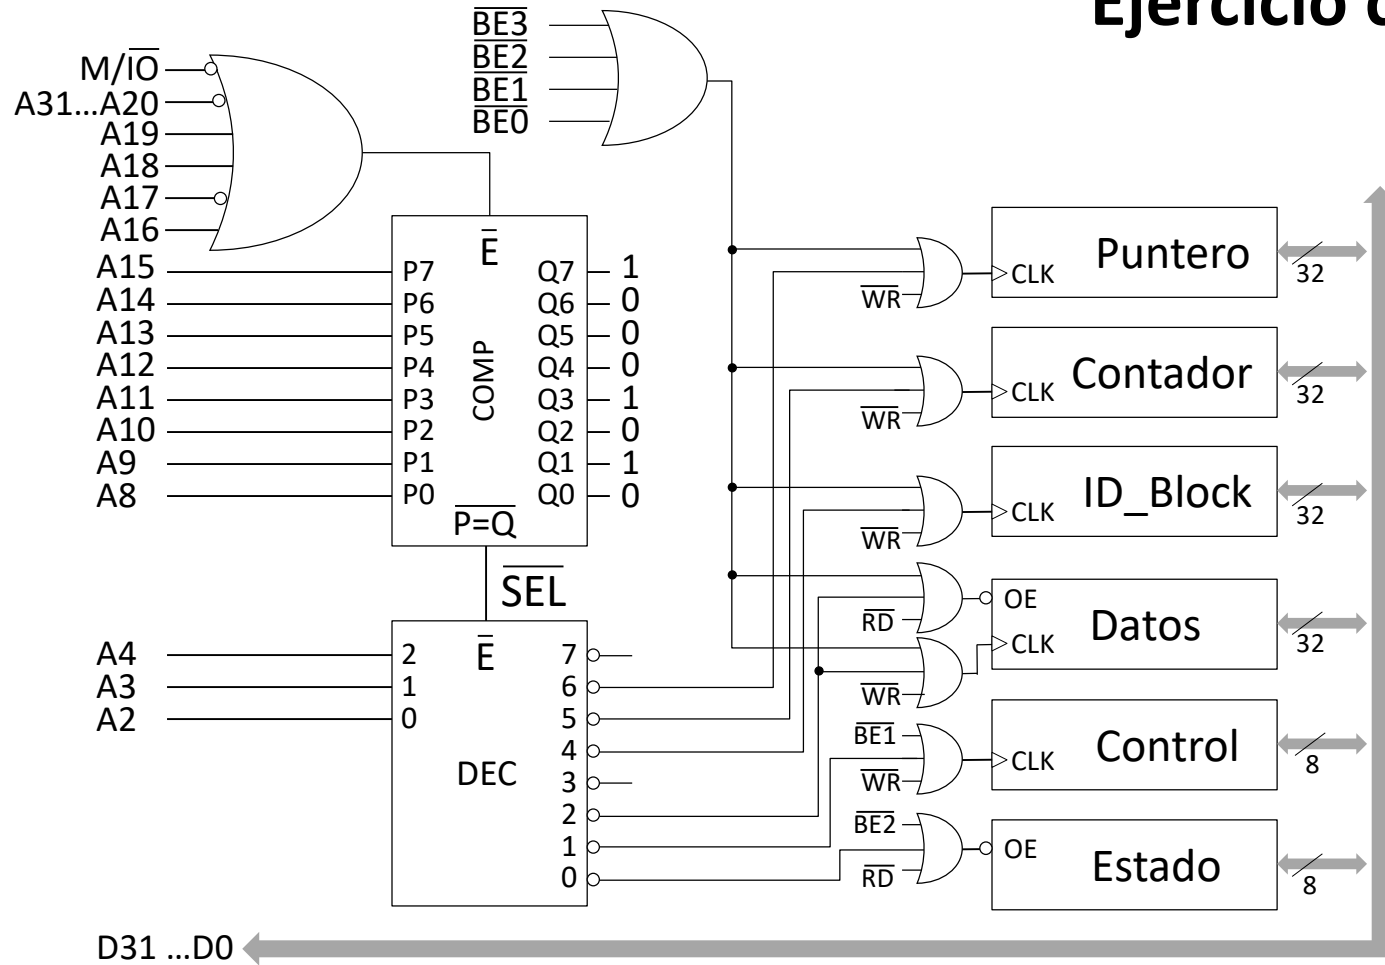 Ejercicio
M/IO
A31...A20
A19
A18
A17
A16
A15
A14
A13
A12
A11
A10
A9
A8
BE3
BE2
BE1
BE0
E
P7 Q7 1
P6 Q6 0
P5 Q5 0
P4 Q4 0
P3 Q3 1
P2 Q2 0
P1 Q1 1
P0 Q0 0
COMP
P=Q
SEL
A4
A3
A2
2
1
0
E
DEC
7
6
5
4
3
2
1
0
WR
CLK
Puntero
32
WR
CLK
Contador
32
WR
CLK
ID_Block
32
RD
OE
WR
CLK
Datos
32
BE1
WR
CLK
Control
8
BE2
RD
OE
Estado
8
D31 ...D0